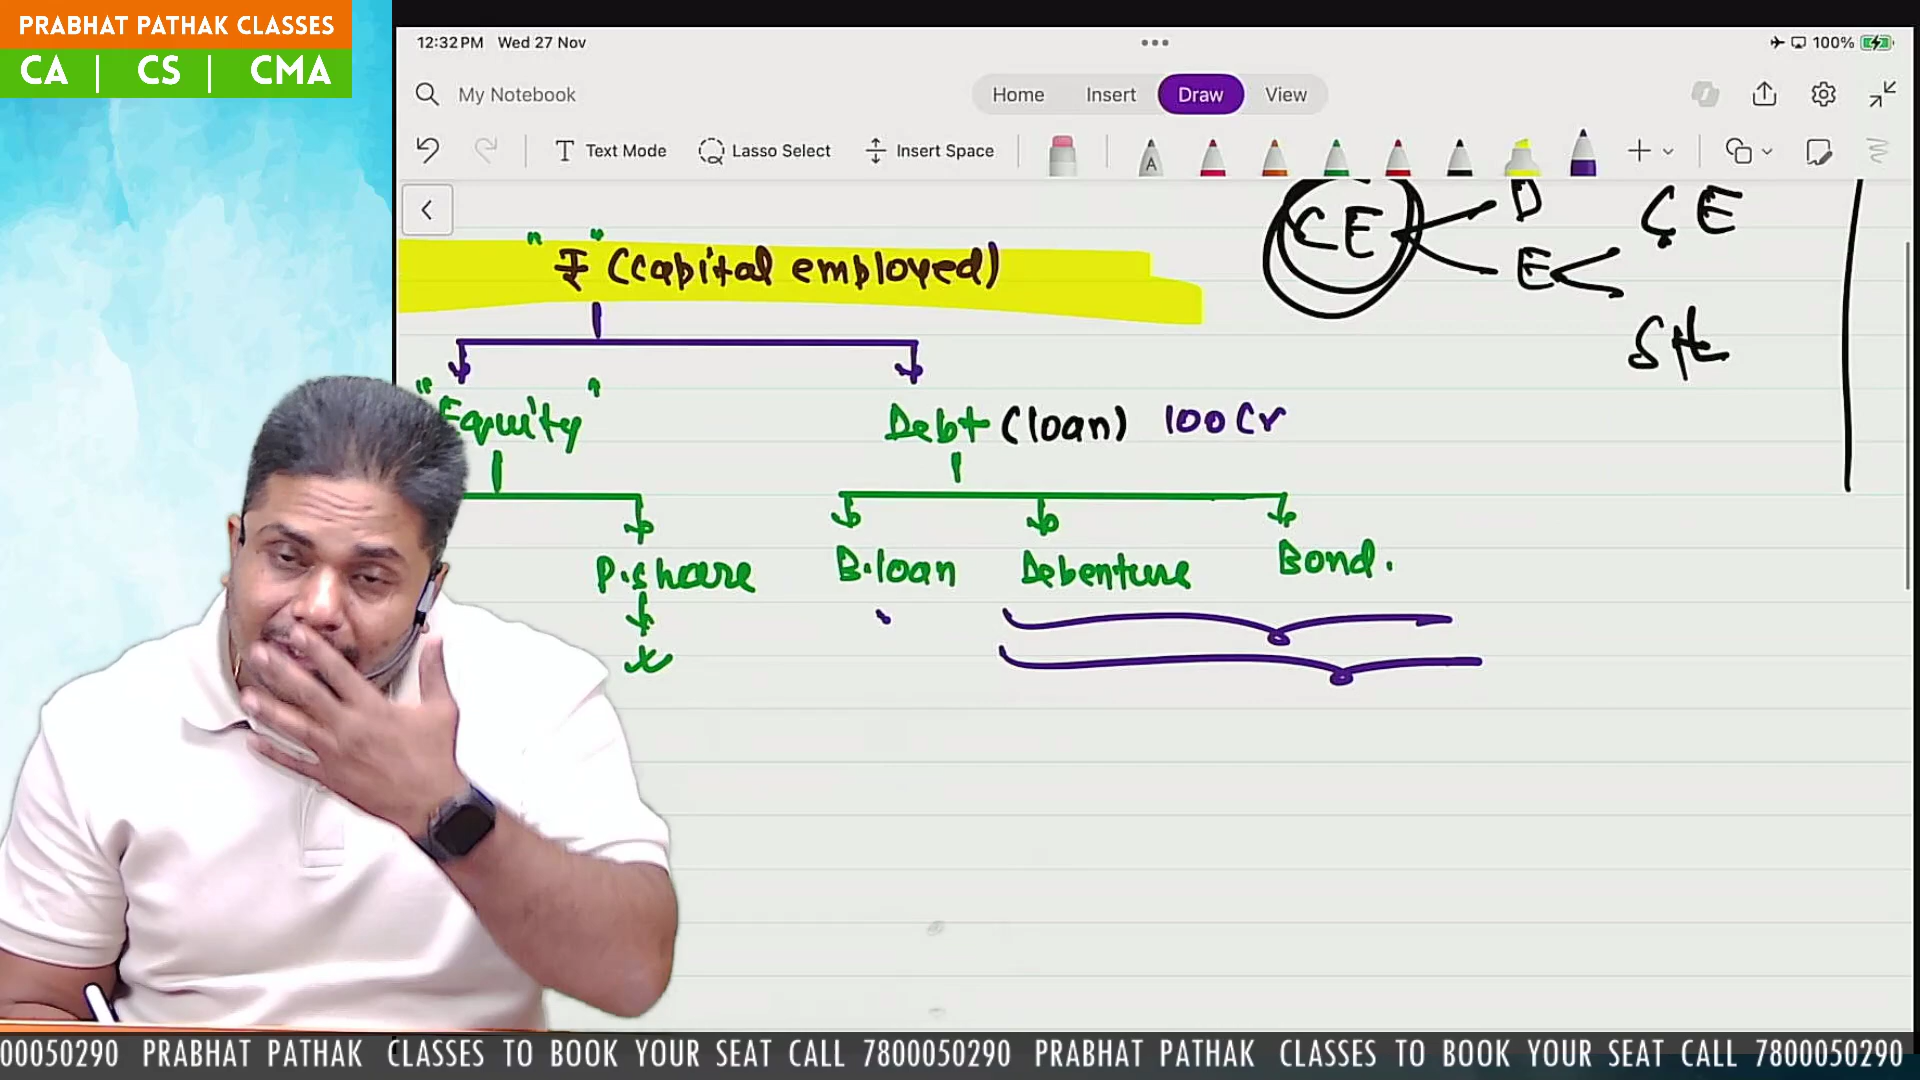 PRABHAT PATHAK CLASSES
CA | CS | CMA
12:32 PM Wed 27 Nov
100%
My Notebook
Home Insert Draw View
Text Mode Lasso Select Insert Space
A
"₹" (capital employed)
CE D E CE
"Equity" Debt (loan) 100 Cr
P.share B.loan Debenture Bond.
00050290 PRABHAT PATHAK CLASSES TO BOOK YOUR SEAT CALL 7800050290 PRABHAT PATHAK CLASSES TO BOOK YOUR SEAT CALL 7800050290